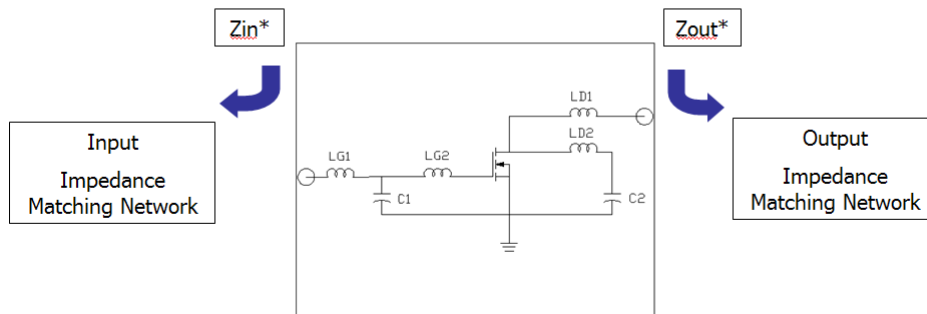 Zin*
Zout*
Input
Impedance
Matching Network
LG1
LG2
C1
LD1
LD2
C2
Output
Impedance
Matching Network